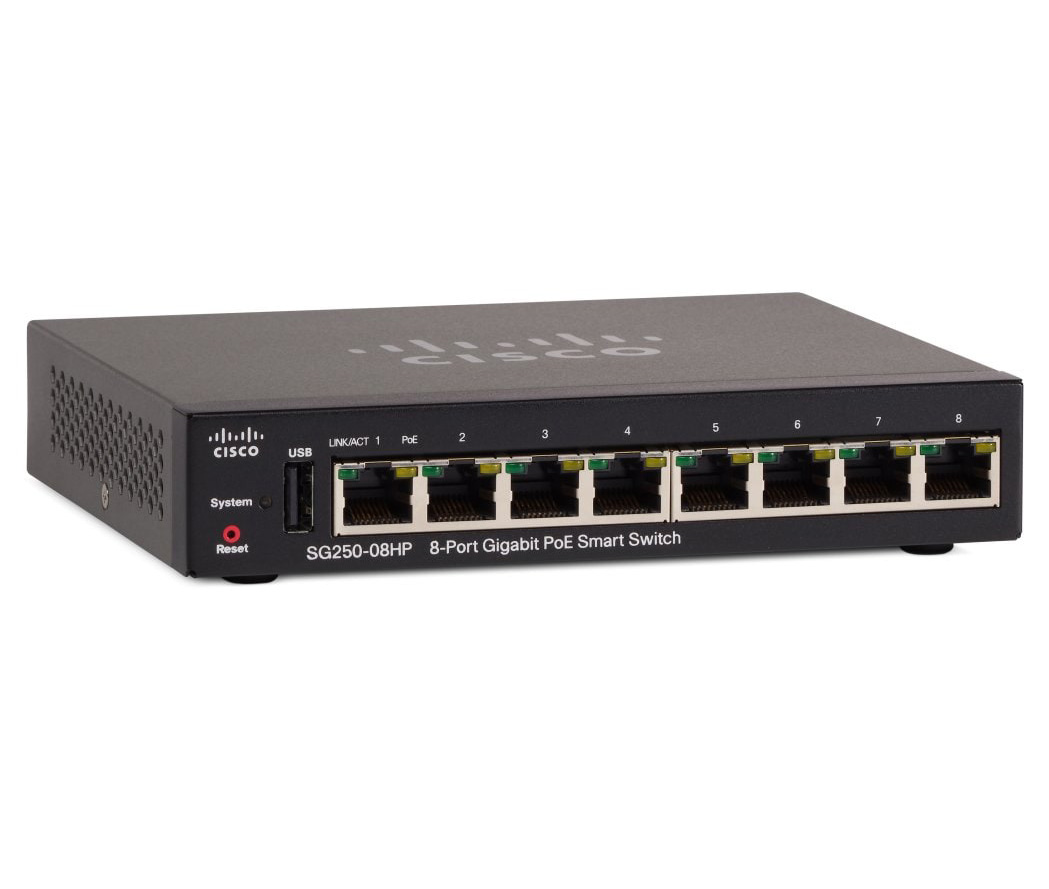 CISCO
CISCO
USB
LINK/ACT 1 PoE 2 3 4 5 6 7 8
System
Reset
SG250-08HP 8-Port Gigabit PoE Smart Switch